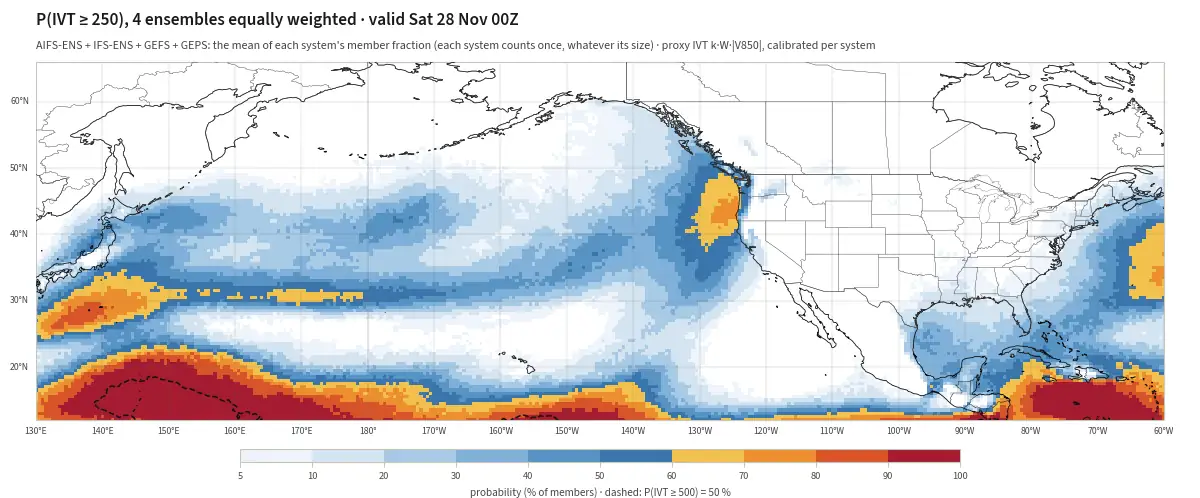 P(IVT ≥ 250), 4 ensembles equally weighted · valid Sat 28 Nov 00Z
AIFS-ENS + IFS-ENS + GEFS + GEPS: the mean of each system's member fraction (each system counts once, whatever its size) · proxy IVT k·W·|V850|, calibrated per system
60°N
50°N
40°N
30°N
20°N
130°E 140°E 150°E 160°E 170°E 180° 170°W 160°W 150°W 140°W 130°W 120°W 110°W 100°W 90°W 80°W 70°W 60°W
5 10 20 30 40 50 60 70 80 90 100
probability (% of members) · dashed: P(IVT ≥ 500) = 50 %